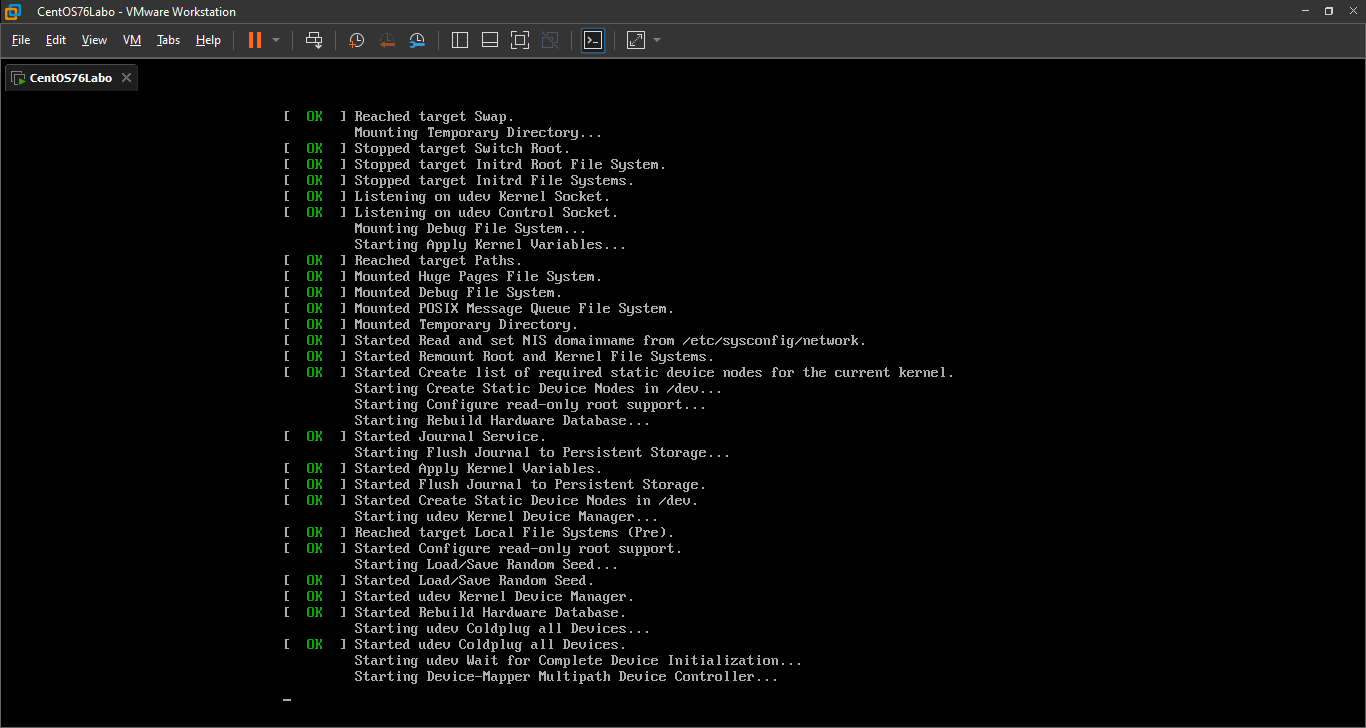 CentOS76Labo - VMware Workstation
File Edit View VM Tabs Help
CentOS76Labo
[  OK  ] Reached target Swap.
Mounting Temporary Directory...
[  OK  ] Stopped target Switch Root.
[  OK  ] Stopped target Initrd Root File System.
[  OK  ] Stopped target Initrd File Systems.
[  OK  ] Listening on udev Kernel Socket.
[  OK  ] Listening on udev Control Socket.
Mounting Debug File System...
Starting Apply Kernel Variables...
[  OK  ] Reached target Paths.
[  OK  ] Mounted Huge Pages File System.
[  OK  ] Mounted Debug File System.
[  OK  ] Mounted POSIX Message Queue File System.
[  OK  ] Mounted Temporary Directory.
[  OK  ] Started Read and set NIS domainname from /etc/sysconfig/network.
[  OK  ] Started Remount Root and Kernel File Systems.
[  OK  ] Started Create list of required static device nodes for the current kernel.
Starting Create Static Device Nodes in /dev...
Starting Configure read-only root support...
Starting Rebuild Hardware Database...
[  OK  ] Started Journal Service.
Starting Flush Journal to Persistent Storage...
[  OK  ] Started Apply Kernel Variables.
[  OK  ] Started Flush Journal to Persistent Storage.
[  OK  ] Started Create Static Device Nodes in /dev.
Starting udev Kernel Device Manager...
[  OK  ] Reached target Local File Systems (Pre).
[  OK  ] Started Configure read-only root support.
Starting Load/Save Random Seed...
[  OK  ] Started Load/Save Random Seed.
[  OK  ] Started udev Kernel Device Manager.
[  OK  ] Started Rebuild Hardware Database.
Starting udev Coldplug all Devices...
[  OK  ] Started udev Coldplug all Devices.
Starting udev Wait for Complete Device Initialization...
Starting Device-Mapper Multipath Device Controller...